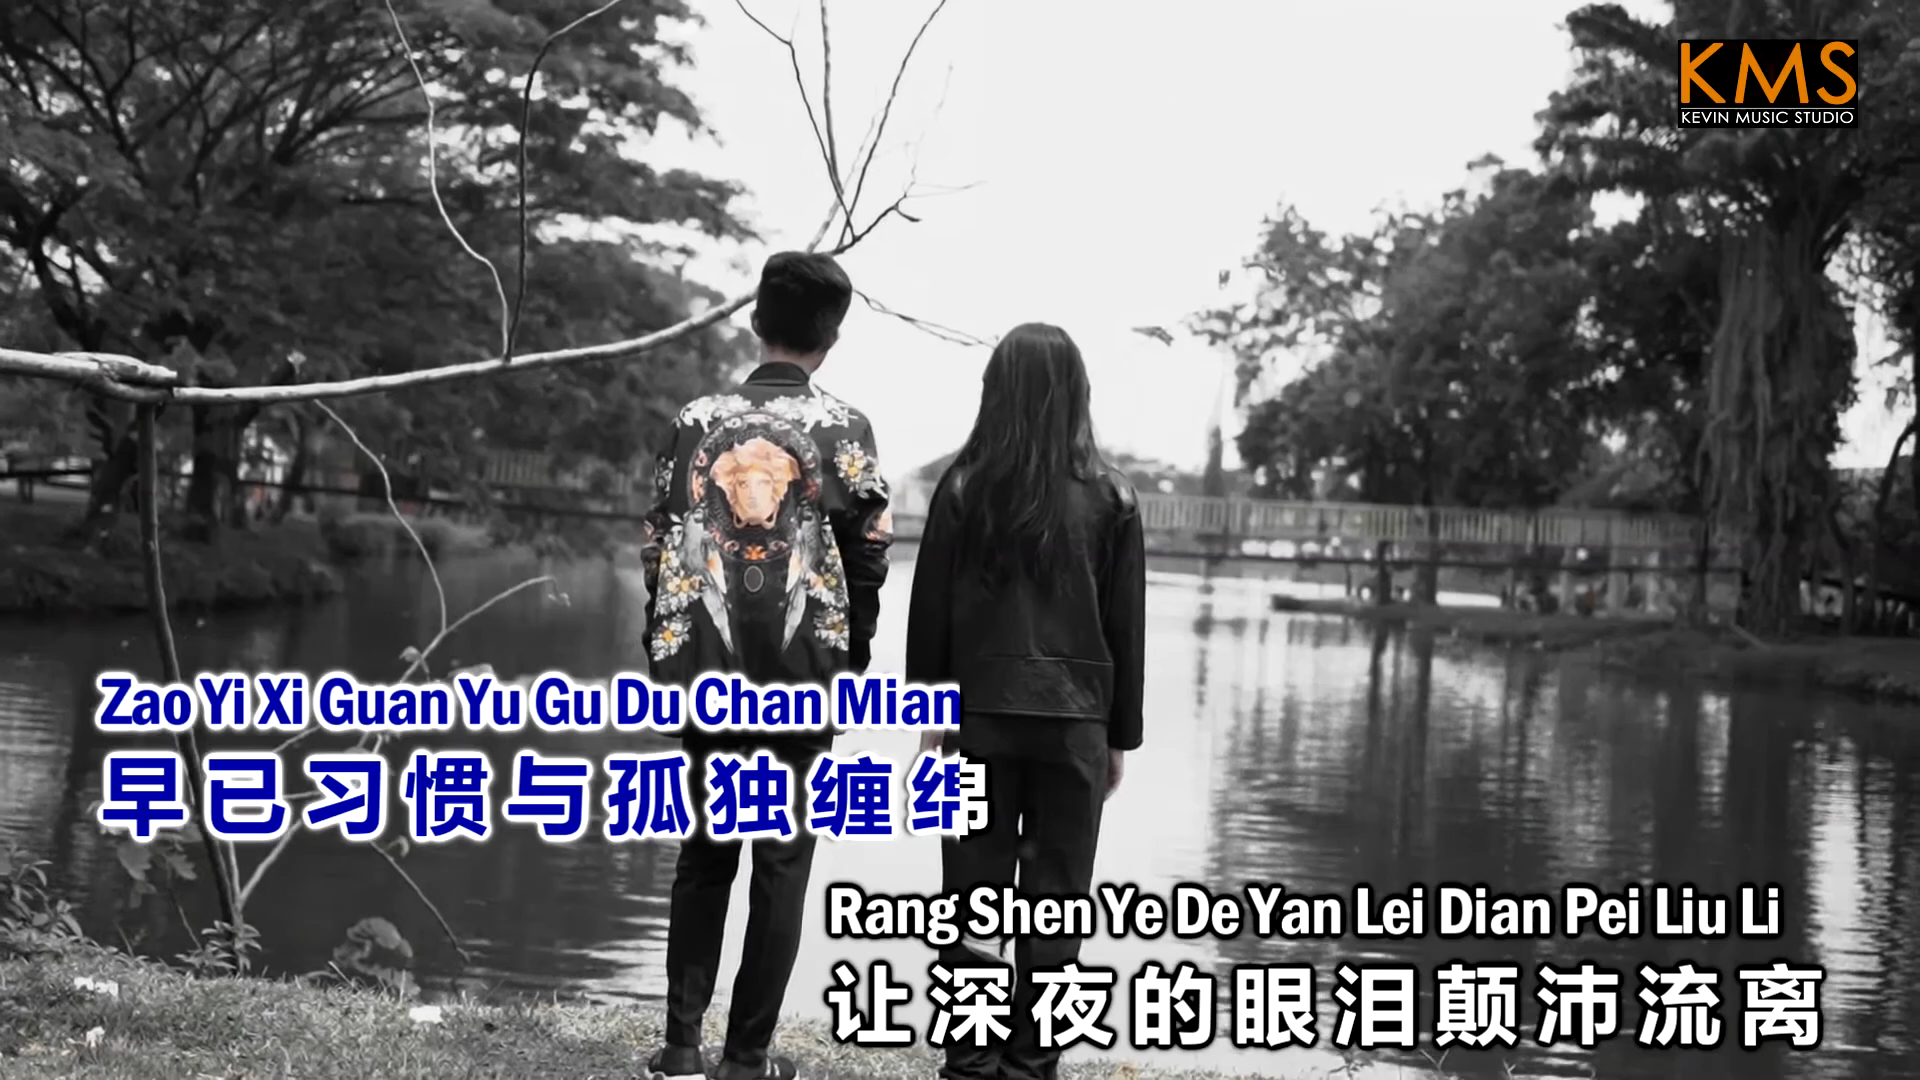 KMS
KEVIN MUSIC STUDIO
Zao Yi Xi Guan Yu Gu Du Chan Mian
早已习惯与孤独缠绵
Rang Shen Ye De Yan Lei Dian Pei Liu Li
让深夜的眼泪颠沛流离